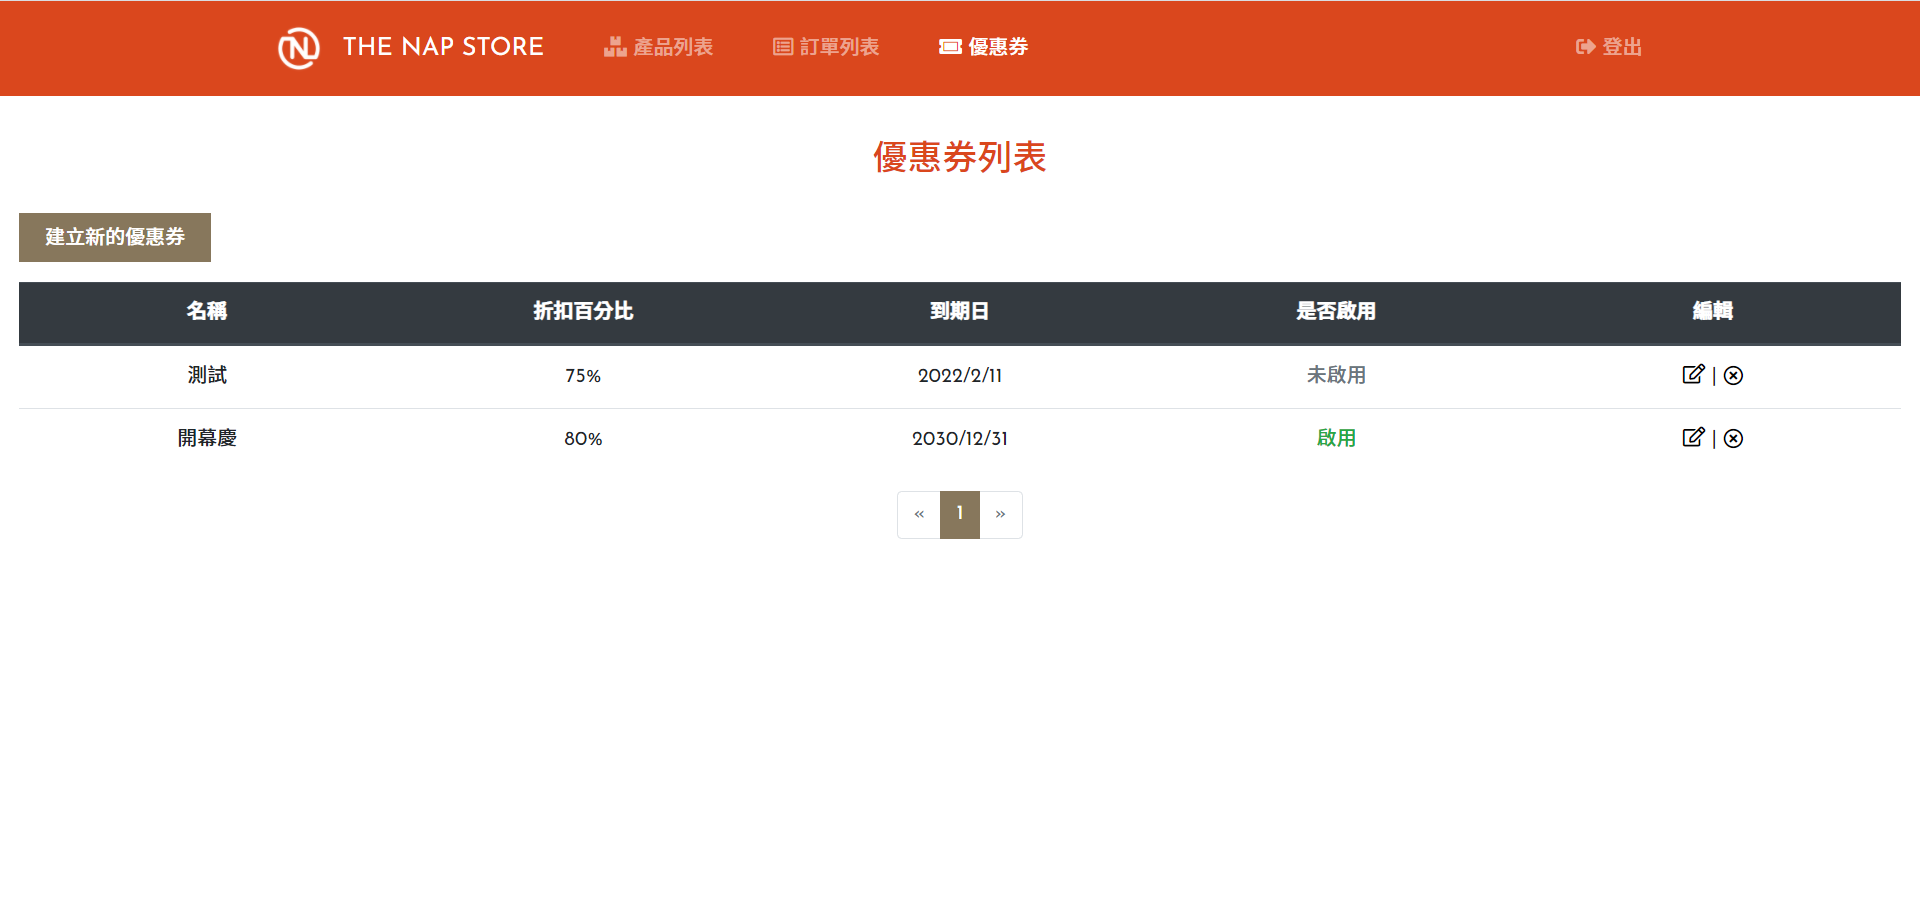 THE NAP STORE 產品列表 訂單列表 優惠券 登出
優惠券列表
建立新的優惠券
名稱 折扣百分比 到期日 是否啟用 編輯
測試 75% 2022/2/11 未啟用 |
開幕慶 80% 2030/12/31 啟用 |
« 1 »